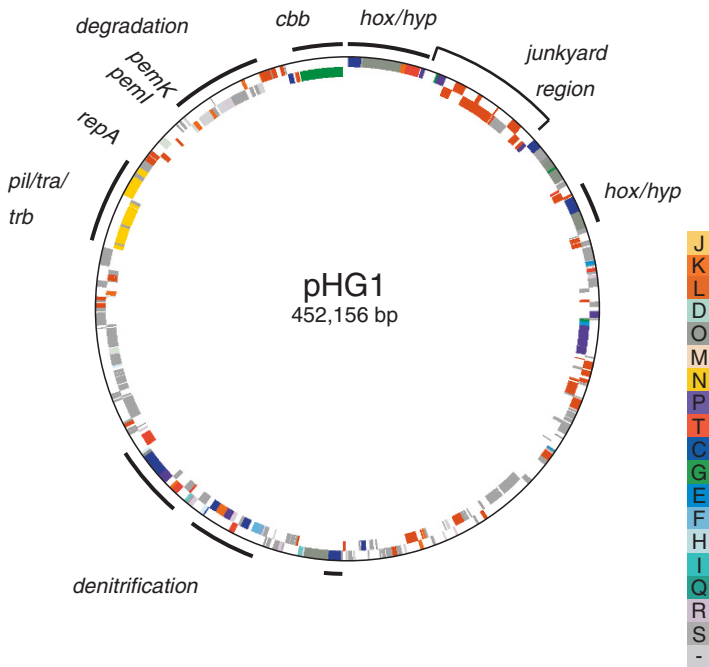 cbb
hox/hyp
degradation
junkyard
region
pemK
pemI
repA
pil/tra/
trb
hox/hyp
pHG1
452,156 bp
denitrification
J
K
L
D
O
M
N
P
T
C
G
E
F
H
I
Q
R
S
-